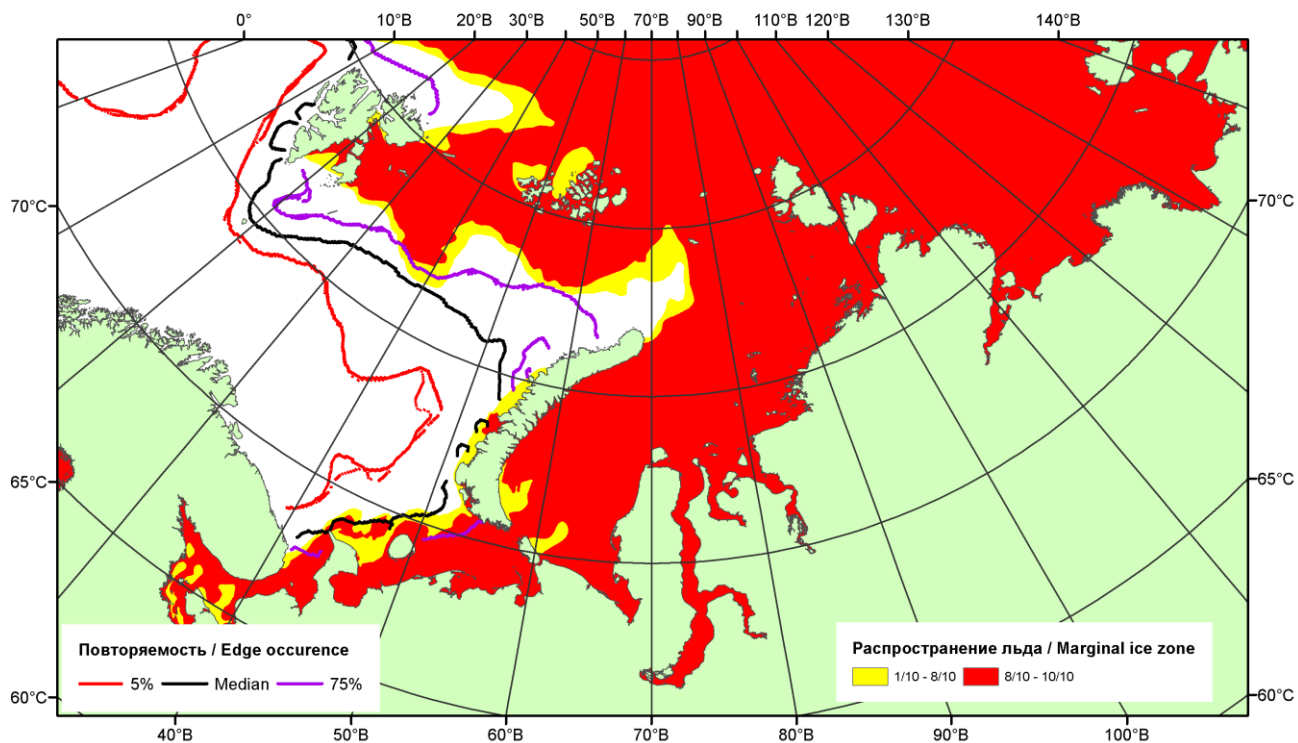 0° 10°В 20°В 30°В 50°В 70°В 90°В 110°В 120°В 130°В 140°В
70°С 70°С
65°С 65°С
60°С 60°С
Повторяемость / Edge occurence
5% Median 75%
Распространение льда / Marginal ice zone
1/10 - 8/10 8/10 - 10/10
40°В 50°В 60°В 70°В 80°В 90°В 100°В